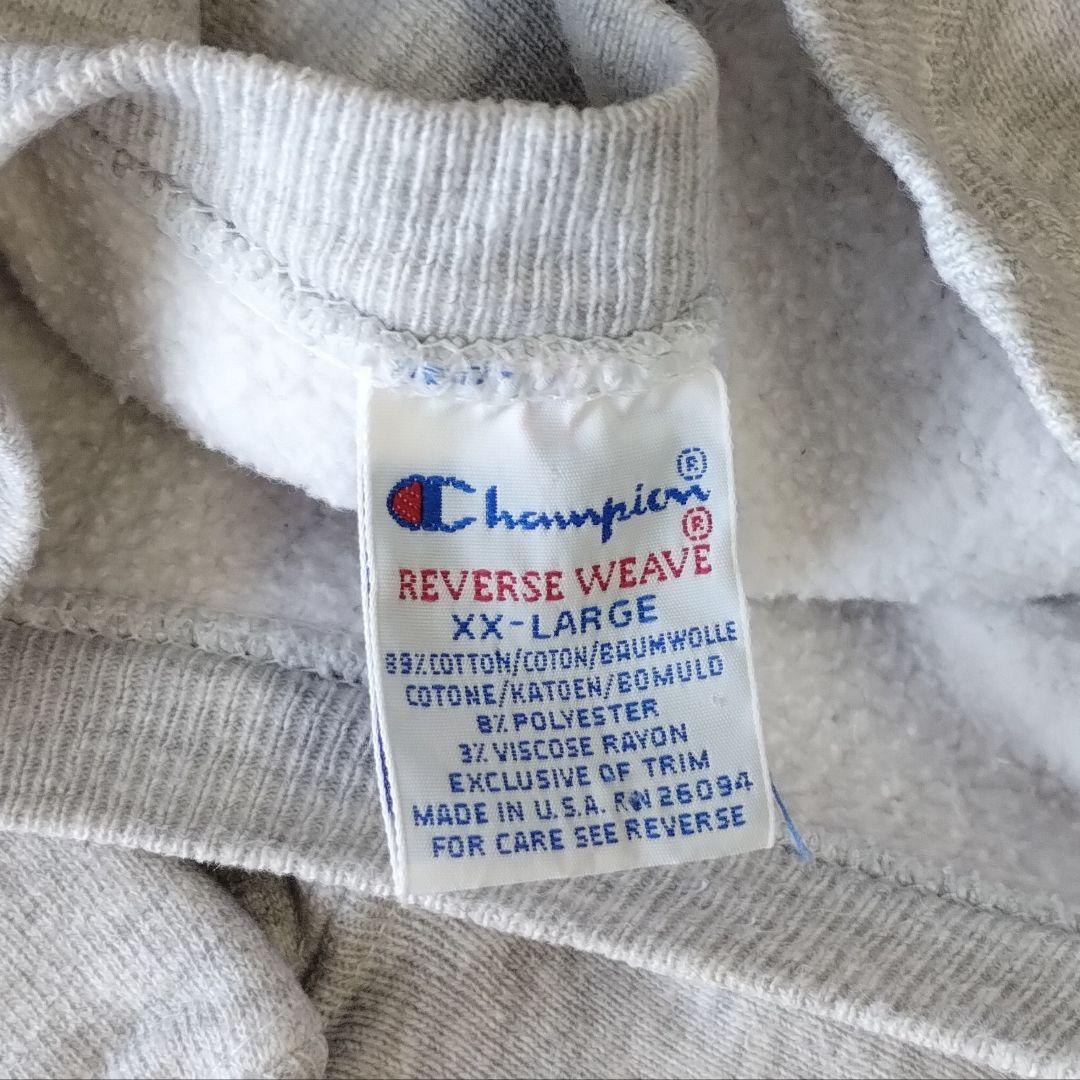 Champion®
®
REVERSE WEAVE
XX-LARGE
89% COTTON/COTON/BAUMWOLLE
COTONE/KATOEN/BOMULD
8% POLYESTER
3% VISCOSE RAYON
EXCLUSIVE OF TRIM
MADE IN U.S.A. RN 26094
FOR CARE SEE REVERSE